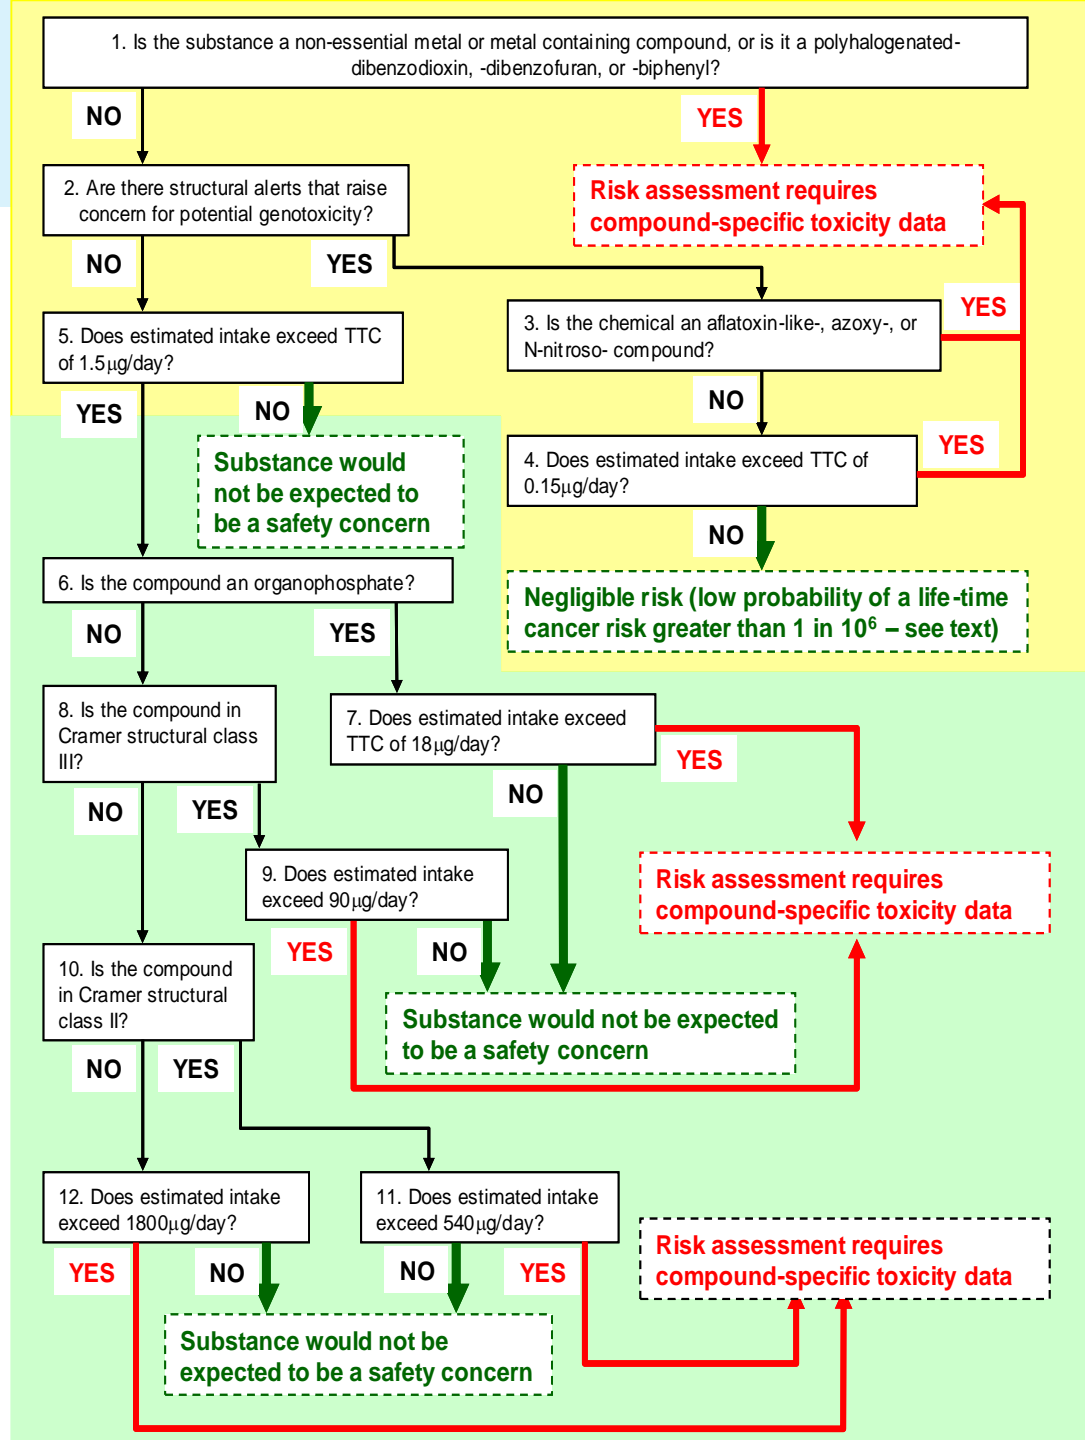 1. Is the substance a non-essential metal or metal containing compound, or is it a polyhalogenated-
dibenzodioxin, -dibenzofuran, or -biphenyl?
NO
YES
2. Are there structural alerts that raise
concern for potential genotoxicity?
Risk assessment requires
compound-specific toxicity data
NO
YES
3. Is the chemical an aflatoxin-like-, azoxy-, or
N-nitroso- compound?
YES
5. Does estimated intake exceed TTC
of 1.5µg/day?
NO
YES
NO
4. Does estimated intake exceed TTC of
0.15µg/day?
YES
Substance would
not be expected to
be a safety concern
NO
6. Is the compound an organophosphate?
Negligible risk (low probability of a life-time
cancer risk greater than 1 in 10⁶ – see text)
NO
YES
8. Is the compound in
Cramer structural class
III?
7. Does estimated intake exceed
TTC of 18µg/day?
YES
NO
NO
YES
9. Does estimated intake
exceed 90µg/day?
Risk assessment requires
compound-specific toxicity data
YES
NO
10. Is the compound
in Cramer structural
class II?
Substance would not be expected
to be a safety concern
NO
YES
12. Does estimated intake
exceed 1800µg/day?
11. Does estimated intake
exceed 540µg/day?
Risk assessment requires
compound-specific toxicity data
YES
NO
NO
YES
Substance would not be
expected to be a safety concern